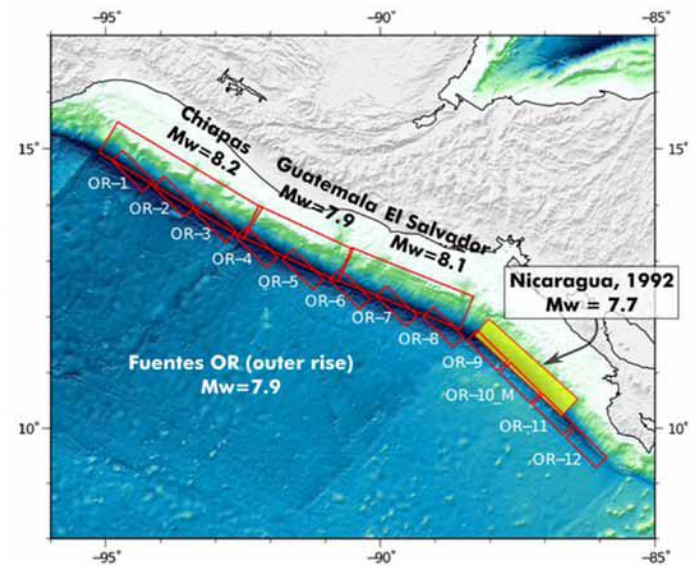 −95° −90° −85°
Chiapas
Mw=8.2
15° 15°
Guatemala El Salvador
Mw=7.9 Mw=8.1
OR−1
OR−2
OR−3
OR−4
OR−5
OR−6
OR−7
OR−8
Nicaragua, 1992
Mw = 7.7
Fuentes OR (outer rise)
Mw=7.9
OR−9
OR−10_M
10° 10°
OR−11
OR−12
−95° −90° −85°